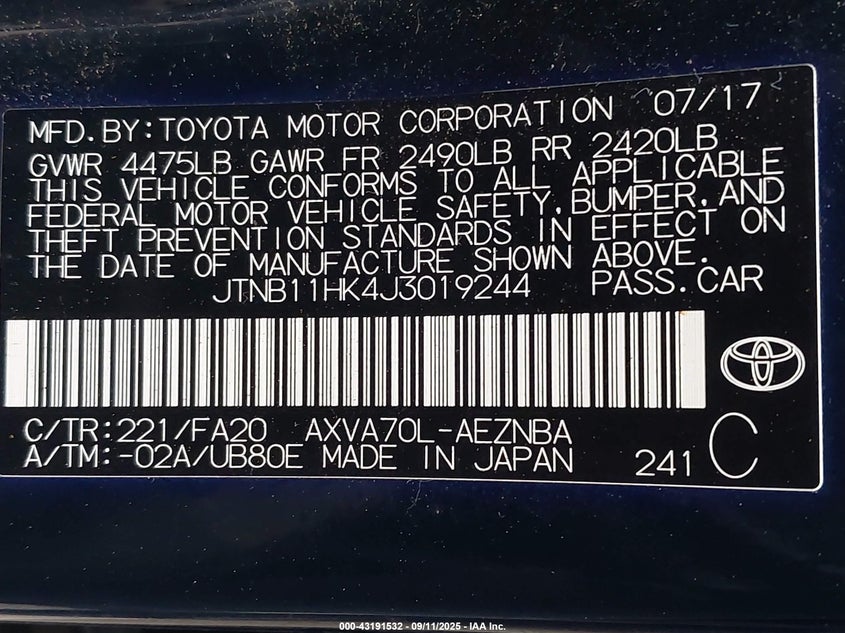 MFD.BY:TOYOTA MOTOR CORPORATION 07/17
GVWR 4475LB GAWR FR 2490LB RR 2420LB
THIS VEHICLE CONFORMS TO ALL APPLICABLE
FEDERAL MOTOR VEHICLE SAFETY,BUMPER,AND
THEFT PREVENTION STANDARDS IN EFFECT ON
THE DATE OF MANUFACTURE SHOWN ABOVE.
JTNB11HK4J3019244 PASS.CAR
C/TR:221/FA20 AXVA70L-AEZNBA
A/TM:-02A/UB80E MADE IN JAPAN 241 C
000-43191532 - 09/11/2025 - IAA Inc.